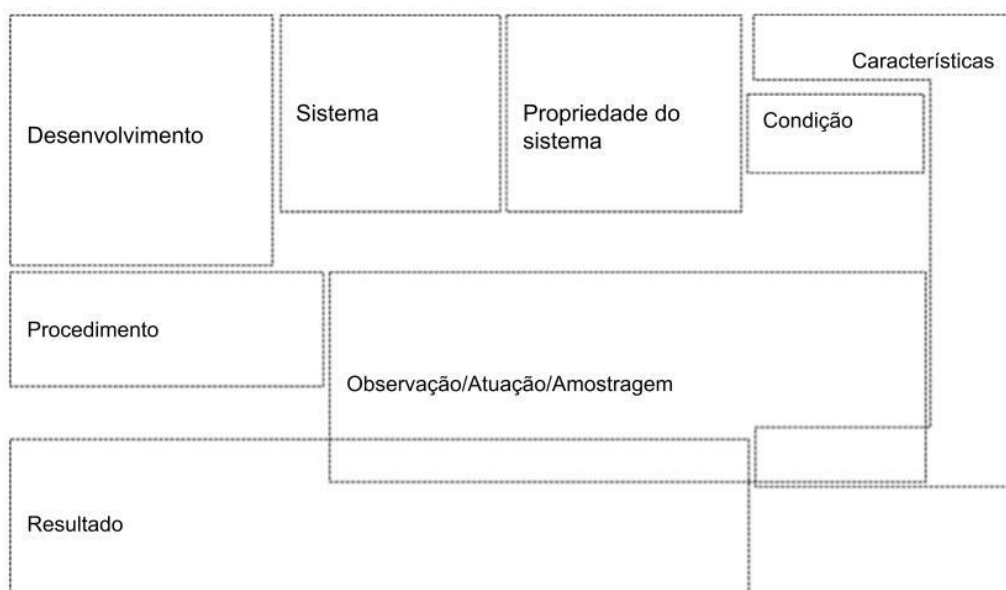 Características
Sistema
Propriedade do
sistema
Condição
Desenvolvimento
Procedimento
Observação/Atuação/Amostragem
Resultado